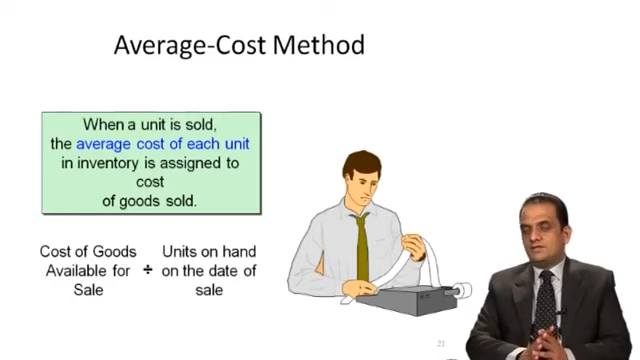 Average-Cost Method
When a unit is sold,
the average cost of each unit
in inventory is assigned to
cost
of goods sold.
Cost of Goods
Available for
Sale
÷
Units on hand
on the date of
sale
21